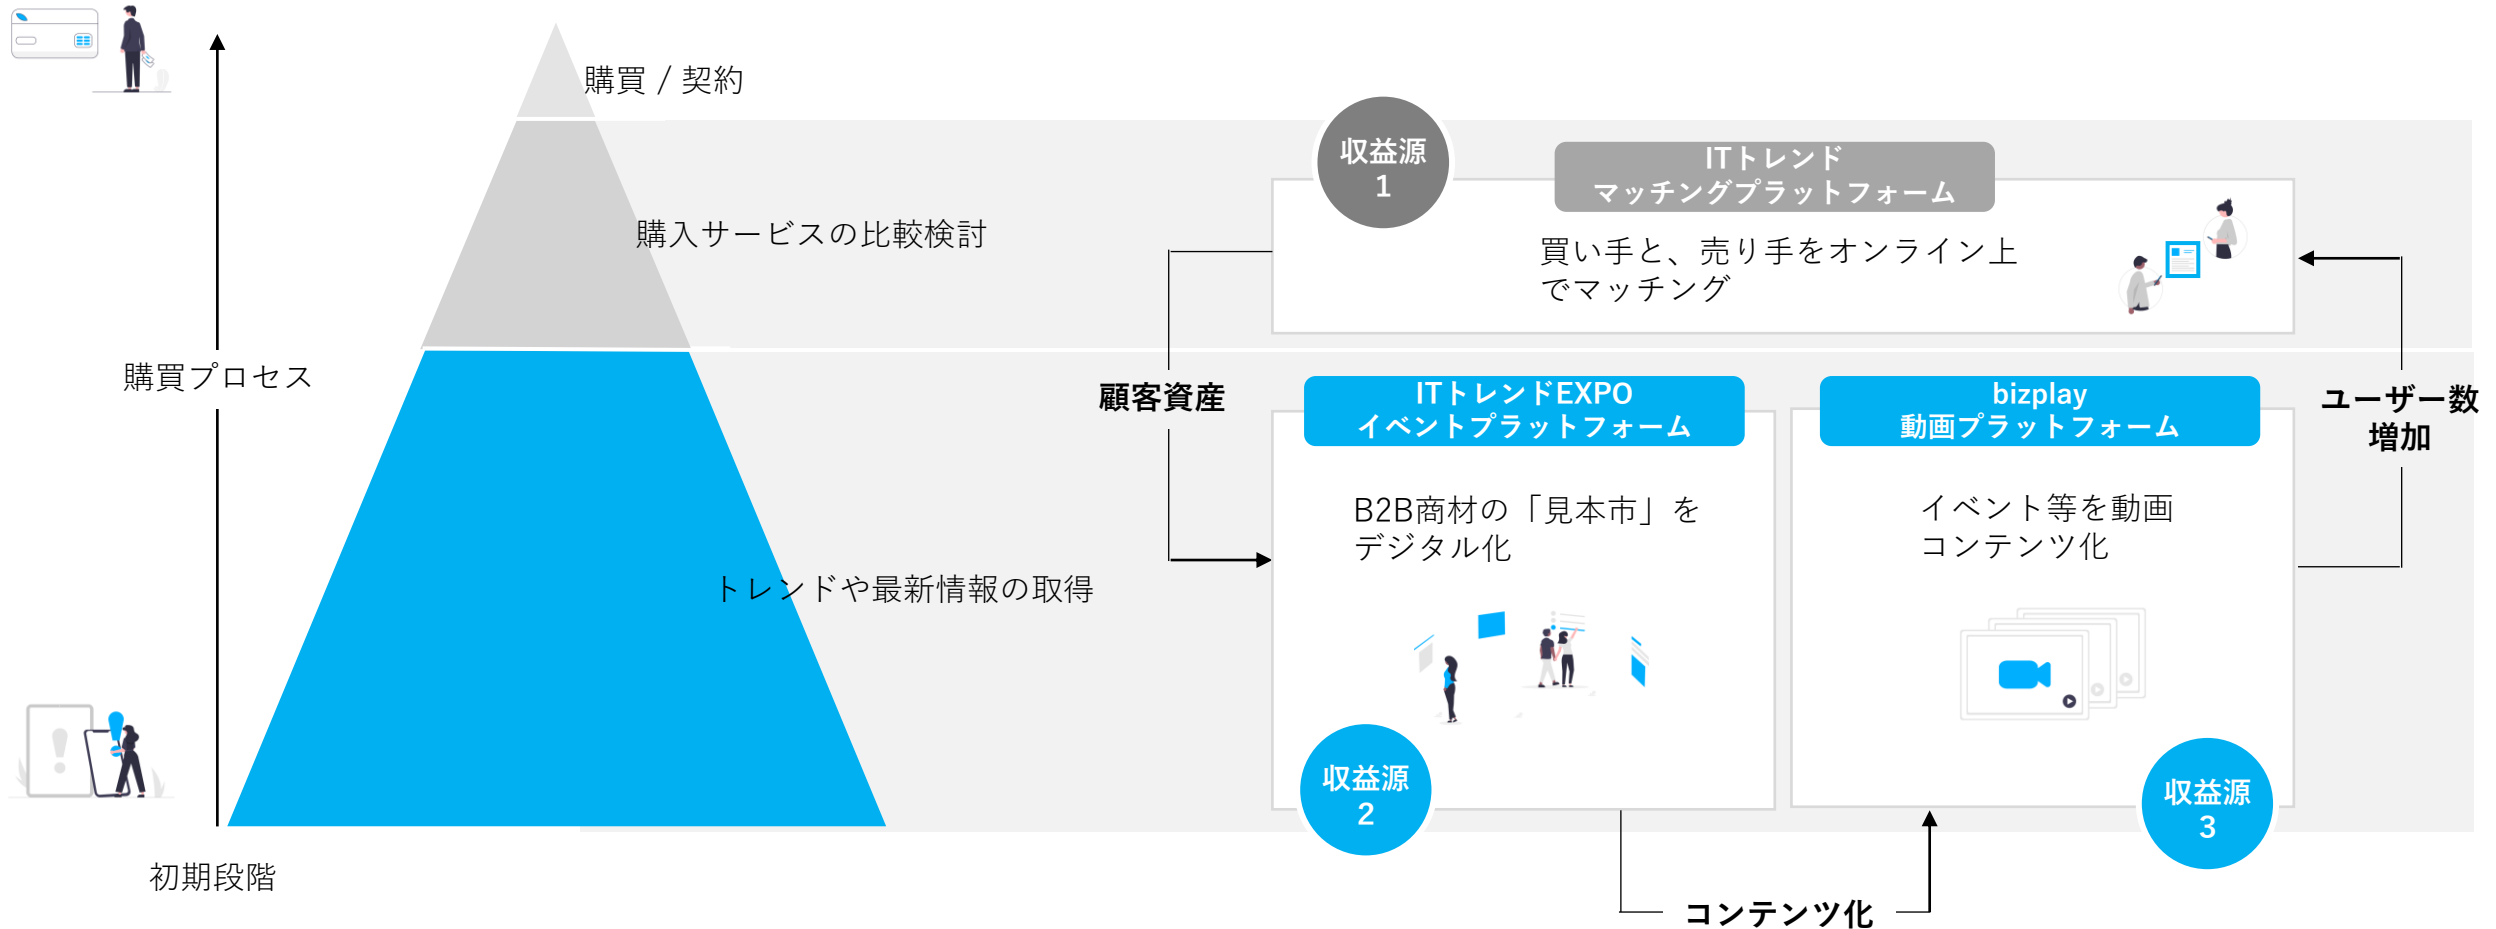 購買 / 契約
収益源
1
ITトレンド
マッチングプラットフォーム
購入サービスの比較検討
買い手と、売り手をオンライン上
でマッチング
購買プロセス
顧客資産
ITトレンドEXPO
イベントプラットフォーム
bizplay
動画プラットフォーム
ユーザー数
増加
B2B商材の「見本市」を
デジタル化
イベント等を動画
コンテンツ化
トレンドや最新情報の取得
収益源
2
収益源
3
初期段階
コンテンツ化